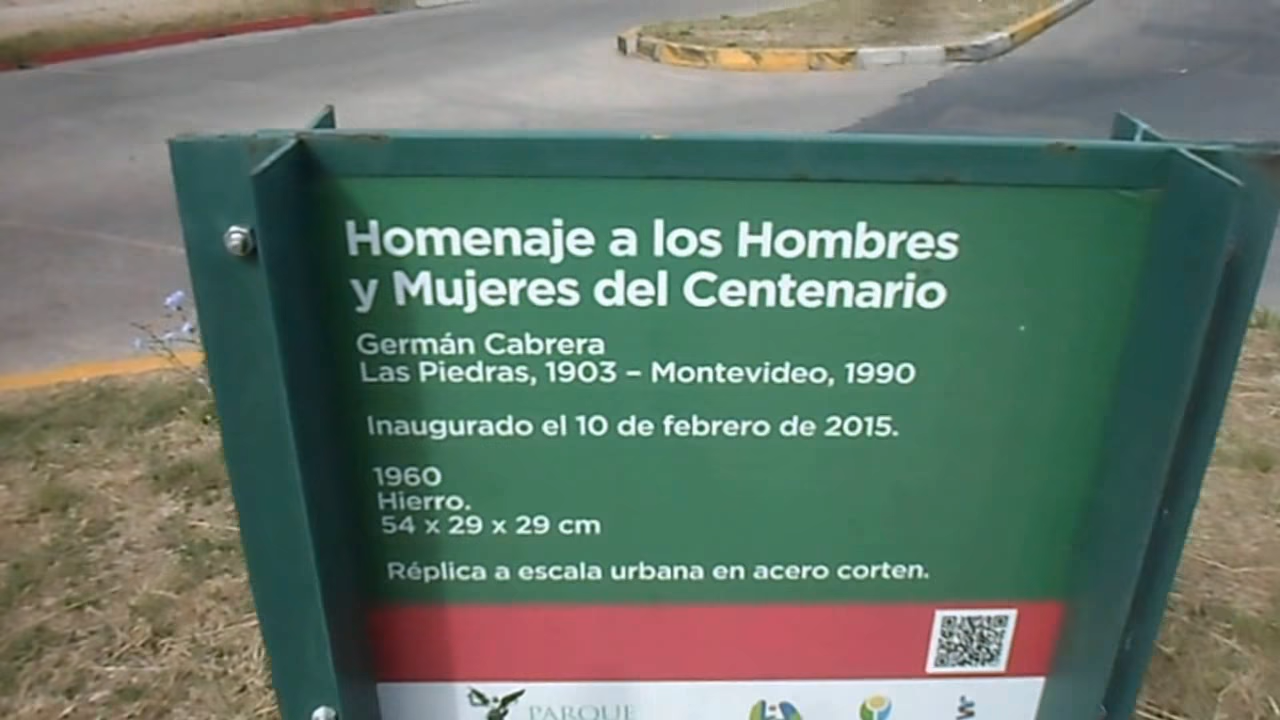 Homenaje a los Hombres
y Mujeres del Centenario
Germán Cabrera
Las Piedras, 1903 – Montevideo, 1990
Inaugurado el 10 de febrero de 2015.
1960
Hierro.
54 x 29 x 29 cm
Réplica a escala urbana en acero corten.
PARQUE